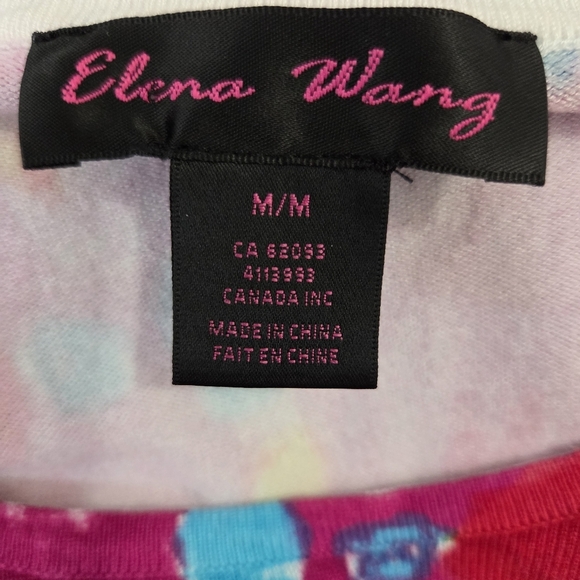 Elena Wang
M/M
CA 62093
4113993
CANADA INC
MADE IN CHINA
FAIT EN CHINE